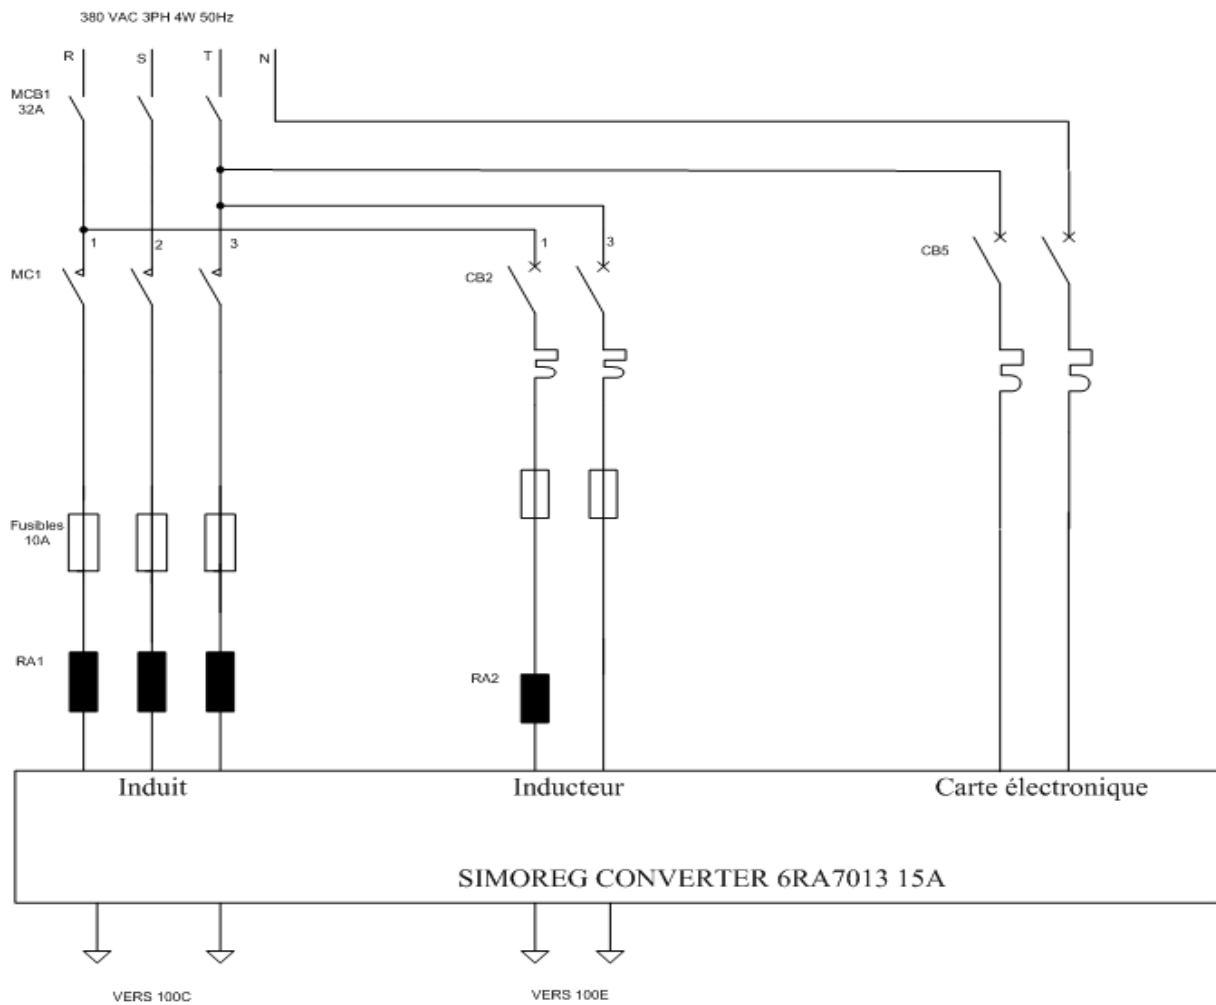 380 VAC 3PH 4W 50Hz
R
S
T
N
MCB1
32A
1
2
3
1
3
MC1
CB2
CB5
Fusibles
10A
RA1
RA2
Induit
Inducteur
Carte électronique
SIMOREG CONVERTER 6RA7013 15A
VERS 100C
VERS 100E